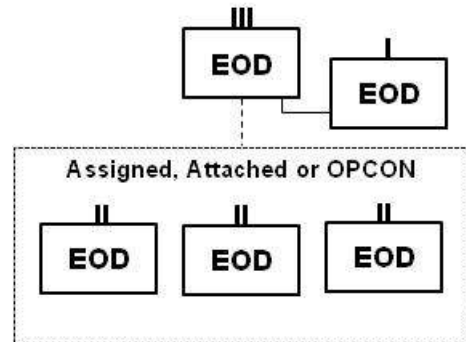 III
EOD
I
EOD
Assigned, Attached or OPCON
II II II
EOD EOD EOD